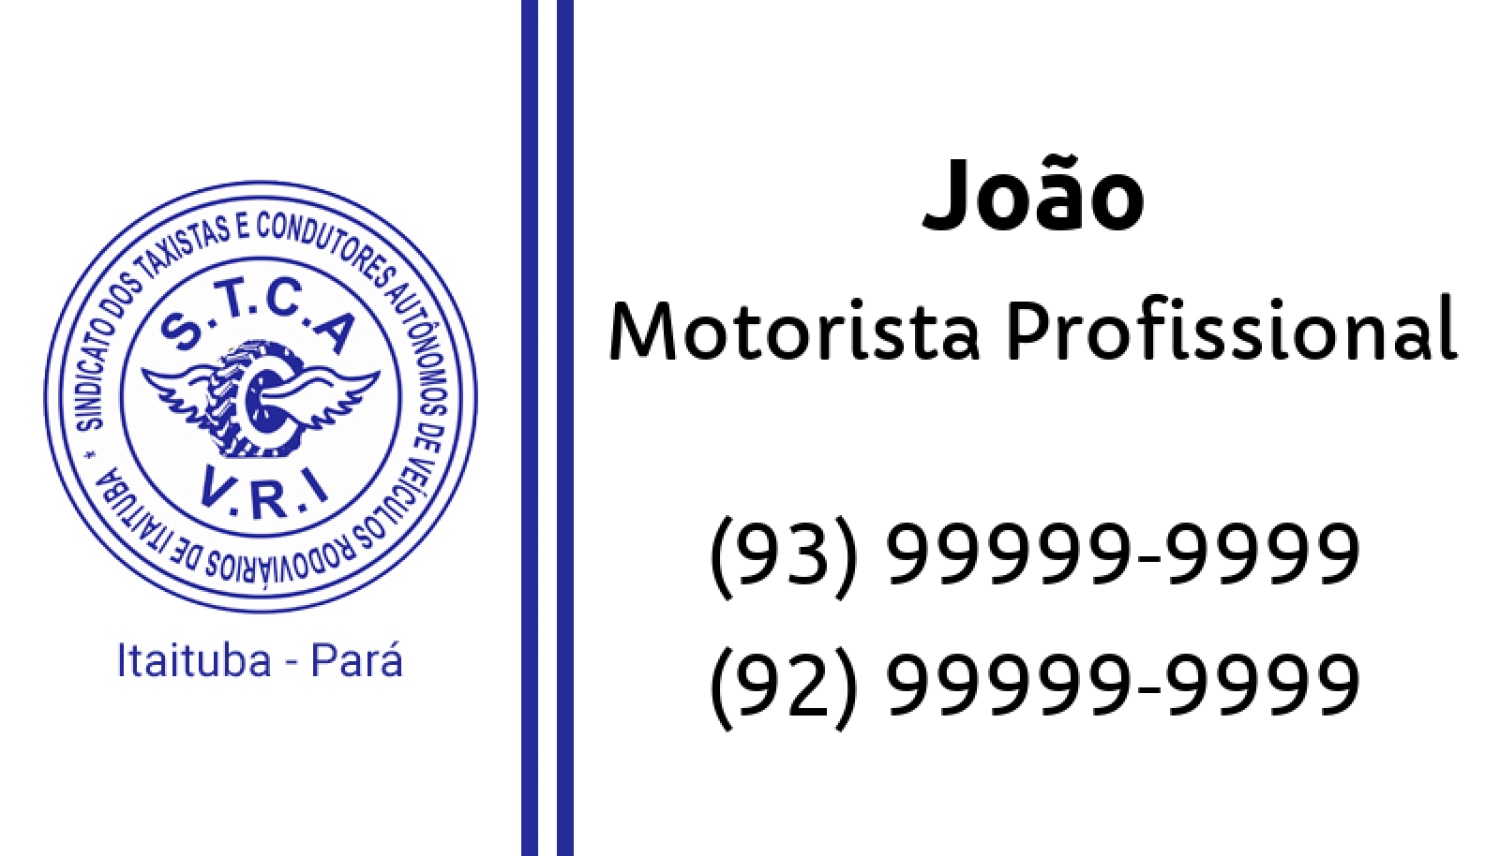 SINDICATO DOS TAXISTAS E CONDUTORES AUTÔNOMOS DE VEÍCULOS RODOVIÁRIOS DE ITAITUBA *
S.T.C.A
V.R.I
Itaituba - Pará
João
Motorista Profissional
(93) 99999-9999
(92) 99999-9999